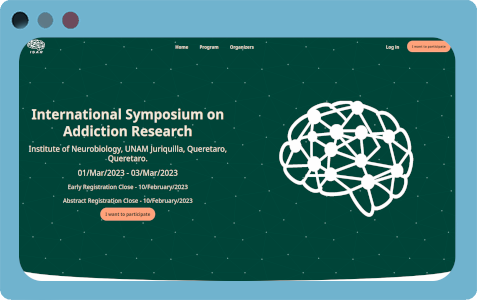 ISAR
Home Program Organizers
Log in
I want to participate
International Symposium on
Addiction Research
Institute of Neurobiology, UNAM Juriquilla, Queretaro,
Queretaro.
01/Mar/2023 - 03/Mar/2023
Early Registration Close - 10/February/2023
Abstract Registration Close - 10/February/2023
I want to participate